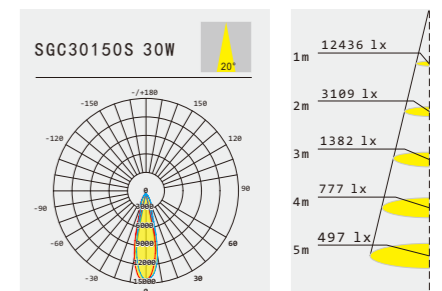 SGC30150S 30W
20°
-/+180
-150
150
-120
120
-90
90
-60
60
-30
30
0
0
3000
6000
9000
12000
15000
1m
12436 lx
2m
3109 lx
3m
1382 lx
4m
777 lx
5m
497 lx